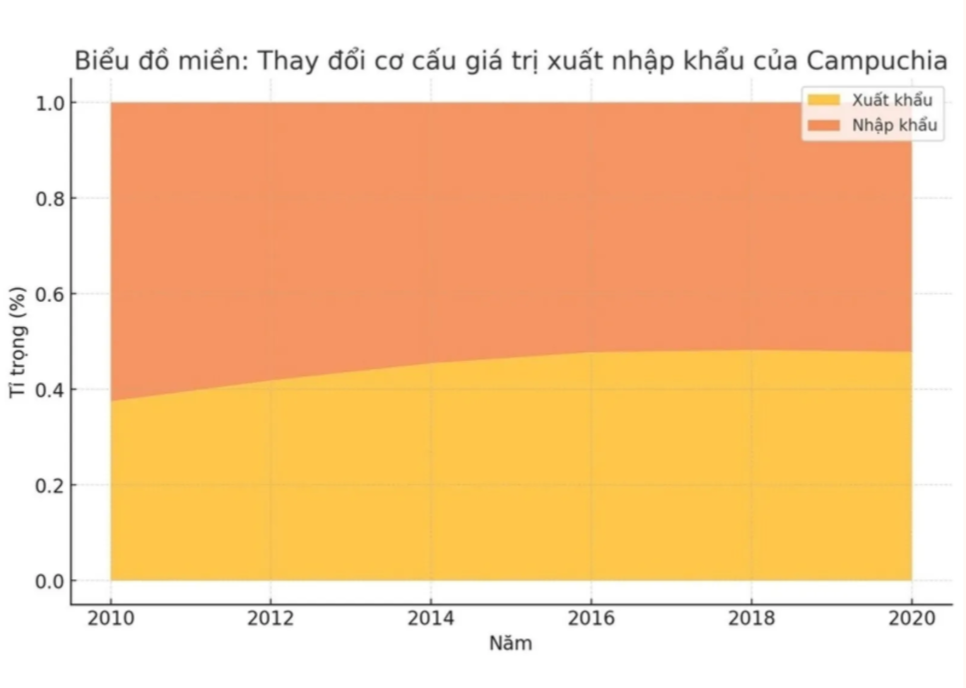 Biểu đồ miền: Thay đổi cơ cấu giá trị xuất nhập khẩu của Campuchia
Xuất khẩu
Nhập khẩu
Tỉ trọng (%)
1.0
0.8
0.6
0.4
0.2
0.0
2010 2012 2014 2016 2018 2020
Năm